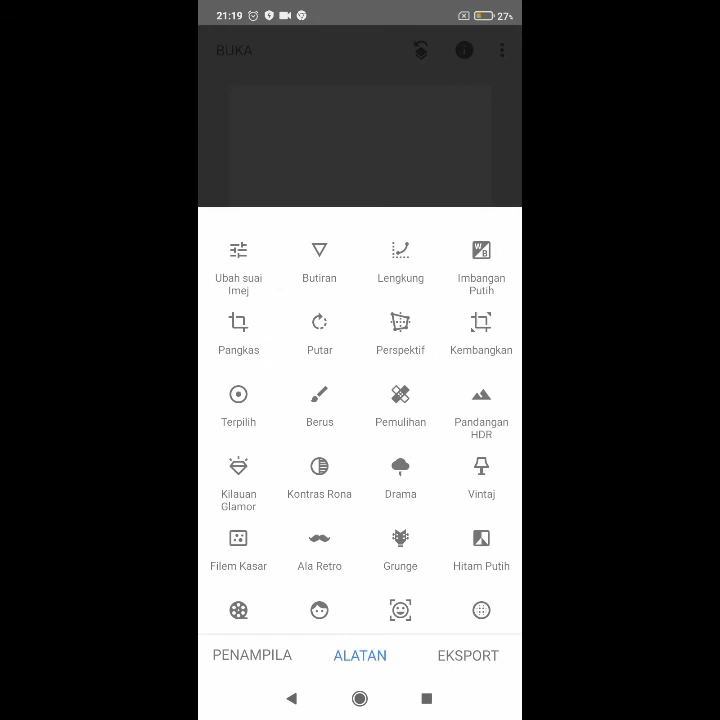 21:19 27%
BUKA
Ubah suai Butiran Lengkung Imbangan
Imej Putih
Pangkas Putar Perspektif Kembangkan
Terpilih Berus Pemulihan Pandangan
HDR
Kilauan Kontras Rona Drama Vintaj
Glamor
Filem Kasar Ala Retro Grunge Hitam Putih
PENAMPILA ALATAN EKSPORT